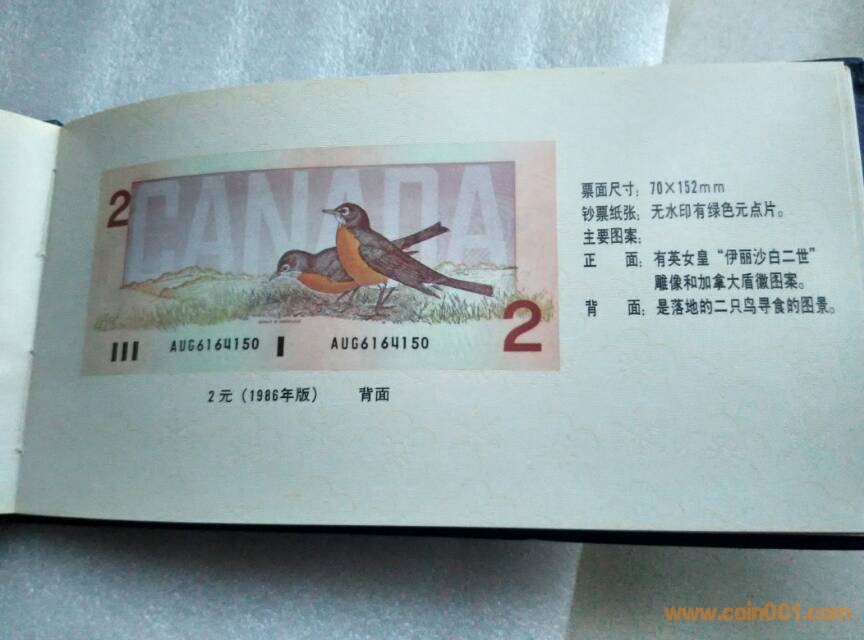 2
CANADA
2
III AUG6164150 I AUG6164150
2元(1986年版) 背面
票面尺寸: 70×152mm
钞票纸张: 无水印有绿色元点片。
主要图案:
正 面: 有英女皇“伊丽沙白二世”
雕像和加拿大盾徽图案。
背 面: 是落地的二只鸟寻食的图景。
www.coin001.com